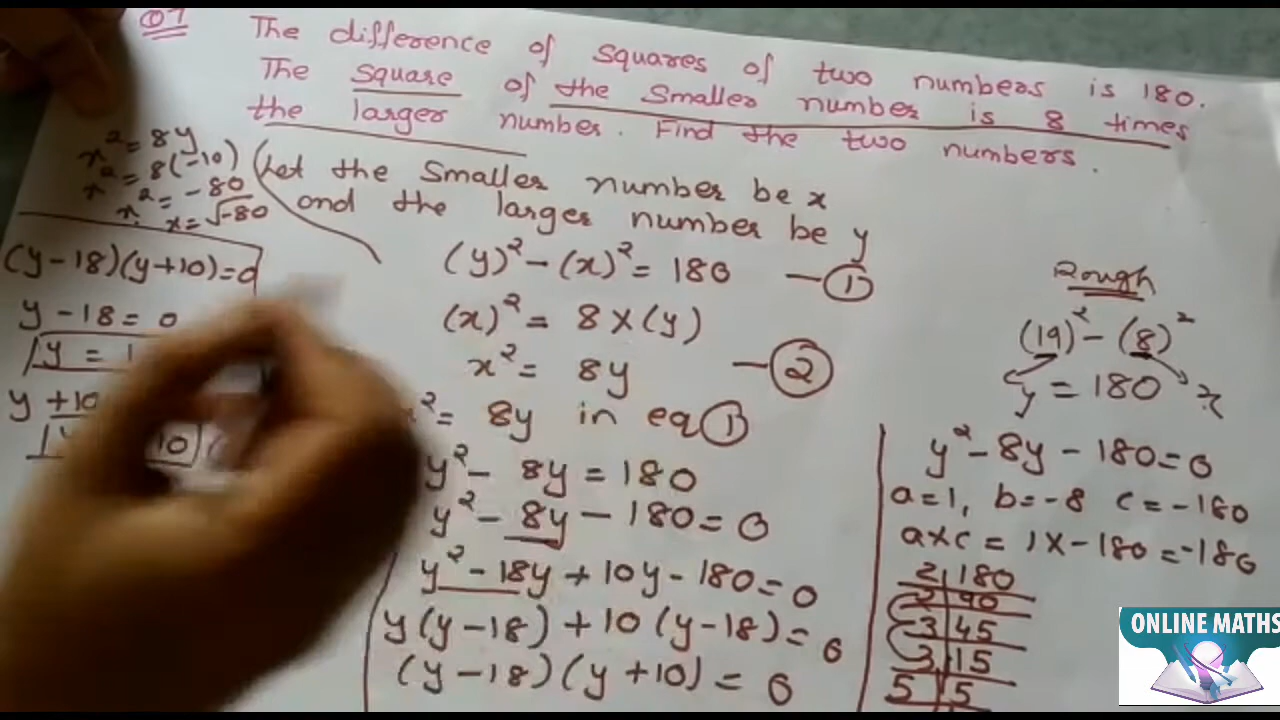 Q7
The difference of squares of two numbers is 180.
The square of the smaller number is 8 times
the larger number. Find the two numbers.
Let the smaller number be x
and the larger number be y
(y)² - (x)² = 180 — ①
(x)² = 8 × (y)
x² = 8y — ②
x² = 8y in eq ①
y² - 8y = 180
y² - 8y - 180 = 0
y² - 18y + 10y - 180 = 0
y(y - 18) + 10(y - 18) = 0
(y - 18)(y + 10) = 0
x² = 8y
x² = 8(-10)
x² = -80
x = √-80
(y - 18)(y + 10) = 0
y - 18 = 0
y = 1
y + 10
10
Rough
(19)² - (8)²
y = 180 x
y² - 8y - 180 = 0
a = 1, b = -8 c = -180
a × c = 1 × -180 = -180
2 180
2 90
3 45
3 15
5 5
ONLINE MATHS